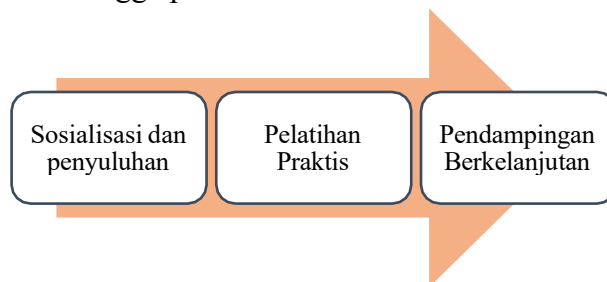 Sosialisasi dan
penyuluhan
Pelatihan
Praktis
Pendampingan
Berkelanjutan